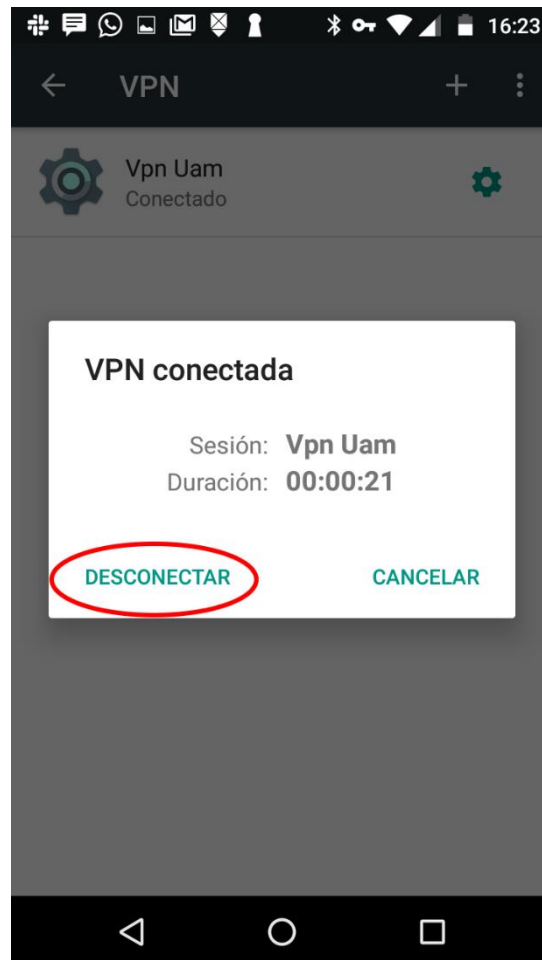 16:23
VPN
Vpn Uam
Conectado
VPN conectada
Sesión: Vpn Uam
Duración: 00:00:21
DESCONECTAR CANCELAR